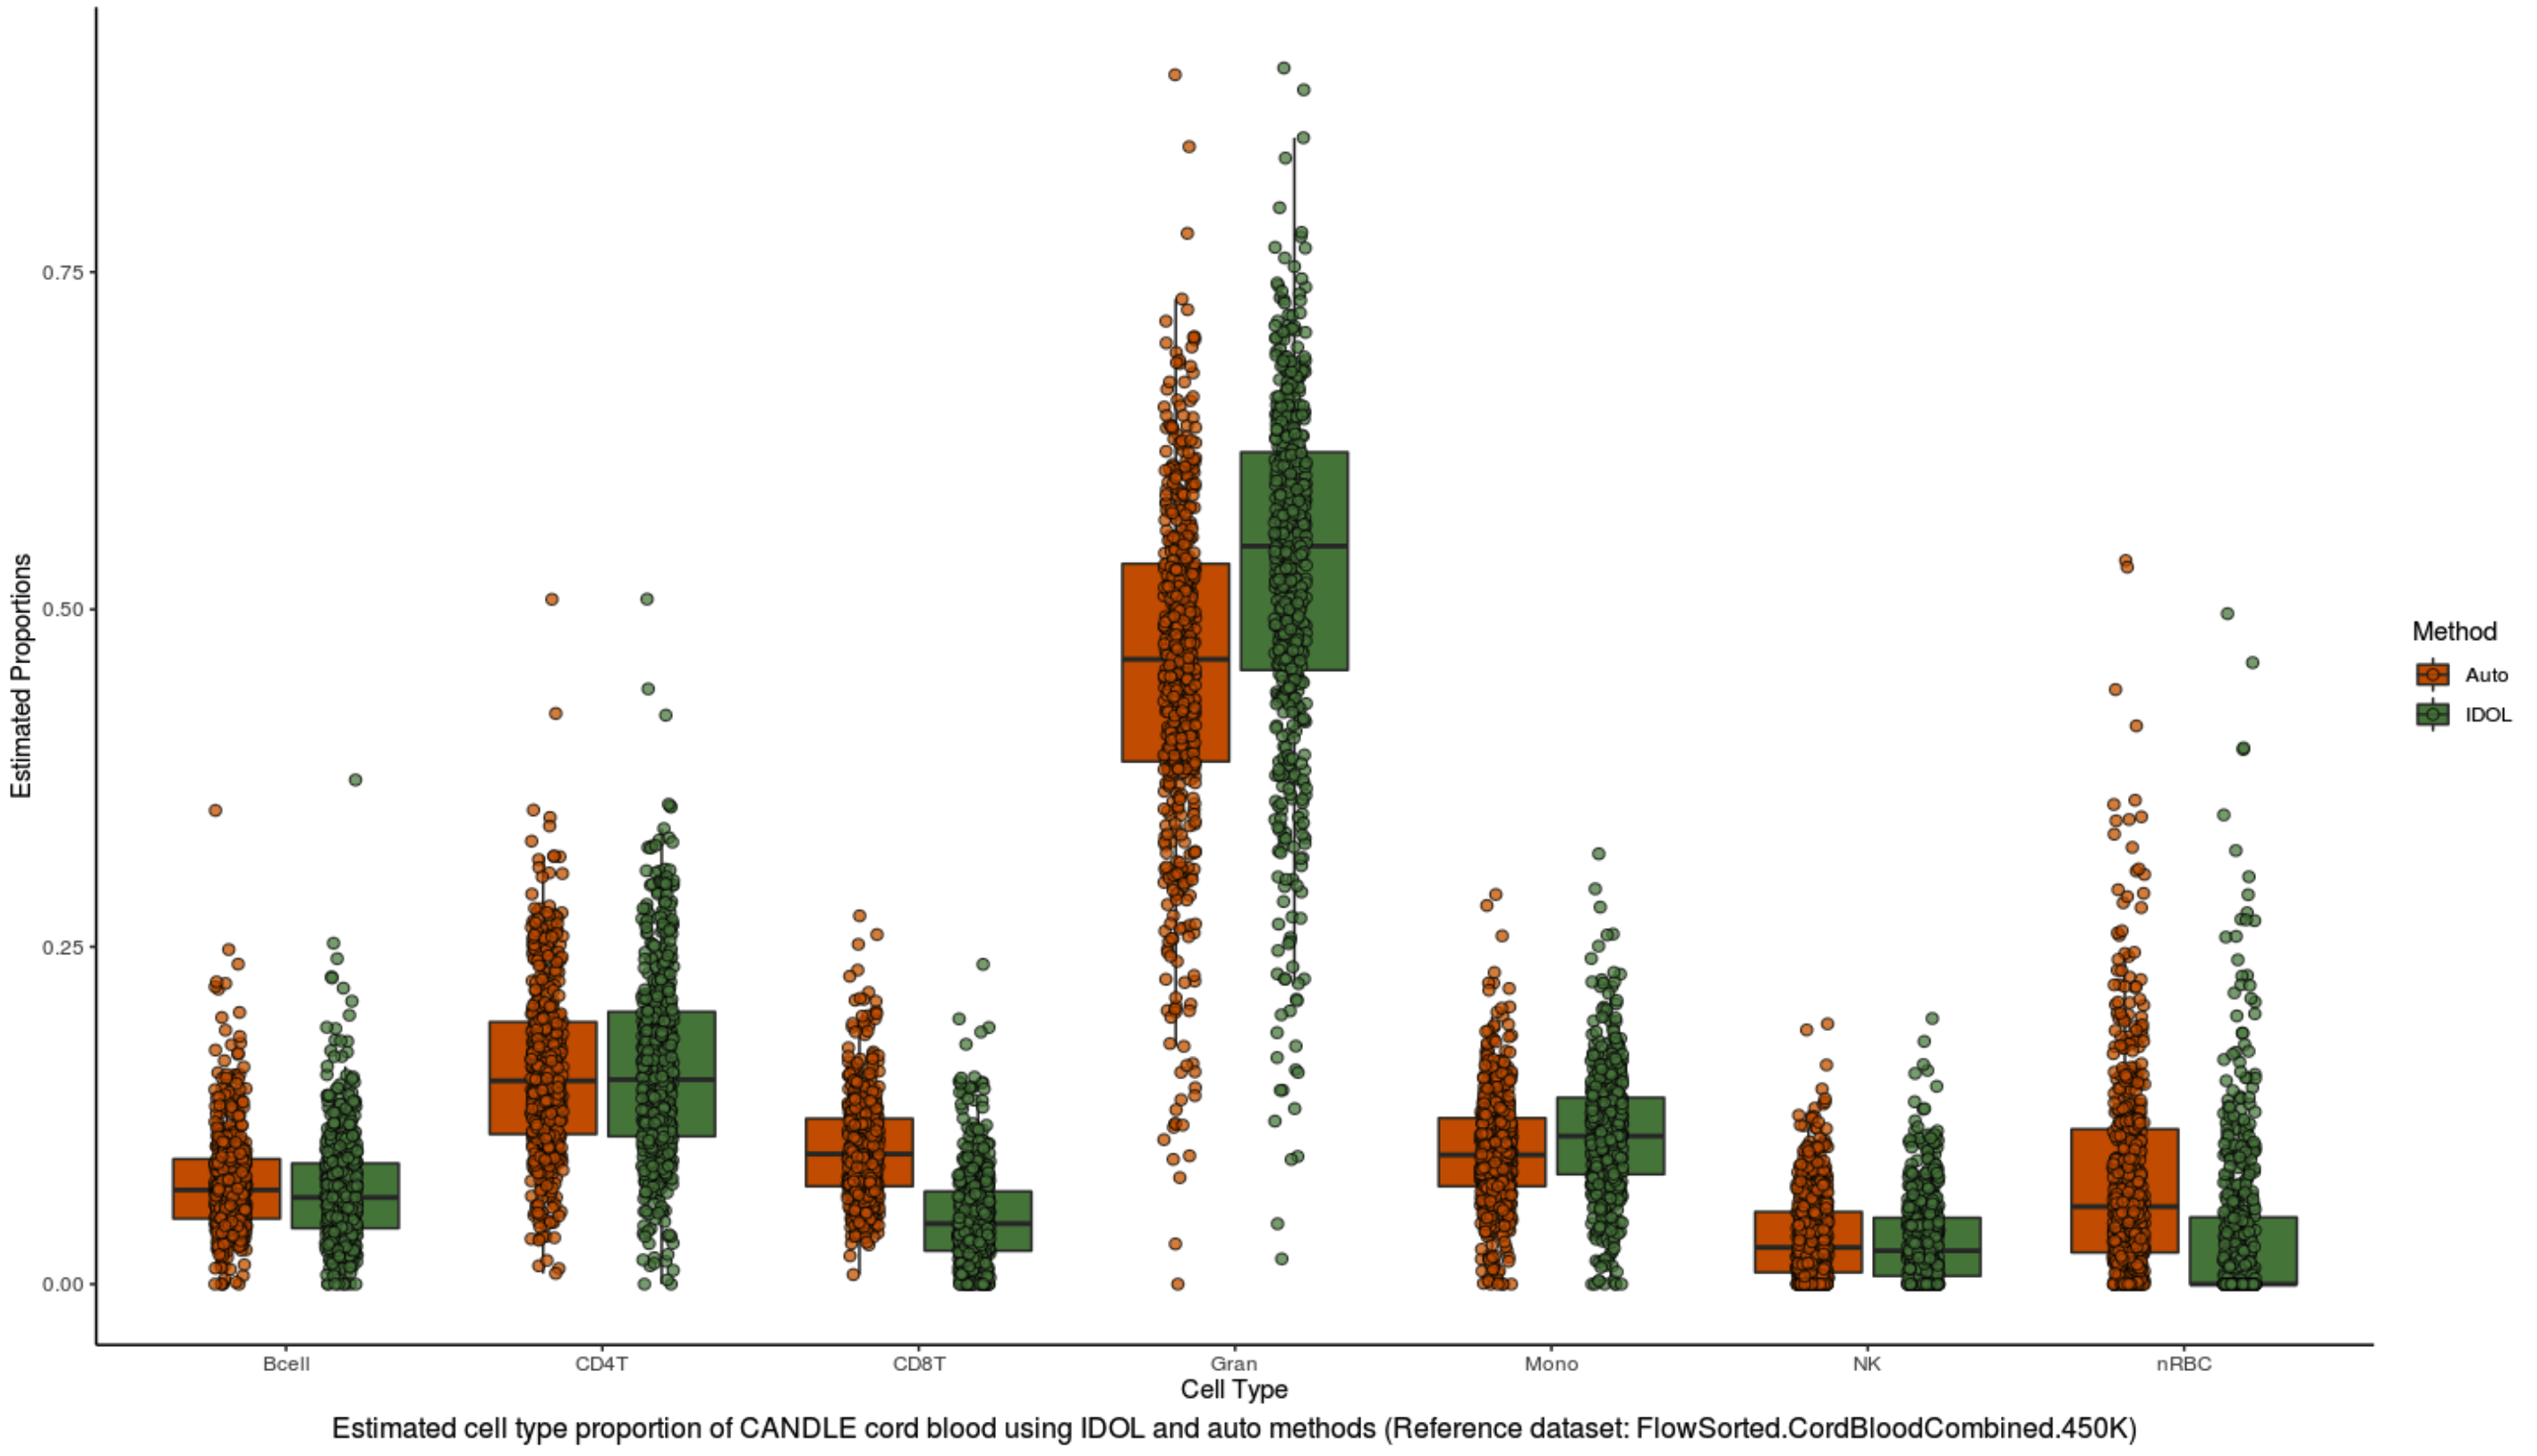 Estimated Proportions
0.75
0.50
0.25
0.00
Bcell CD4T CD8T Gran Mono NK nRBC
Cell Type
Estimated cell type proportion of CANDLE cord blood using IDOL and auto methods (Reference dataset: FlowSorted.CordBloodCombined.450K)
Method
Auto
IDOL